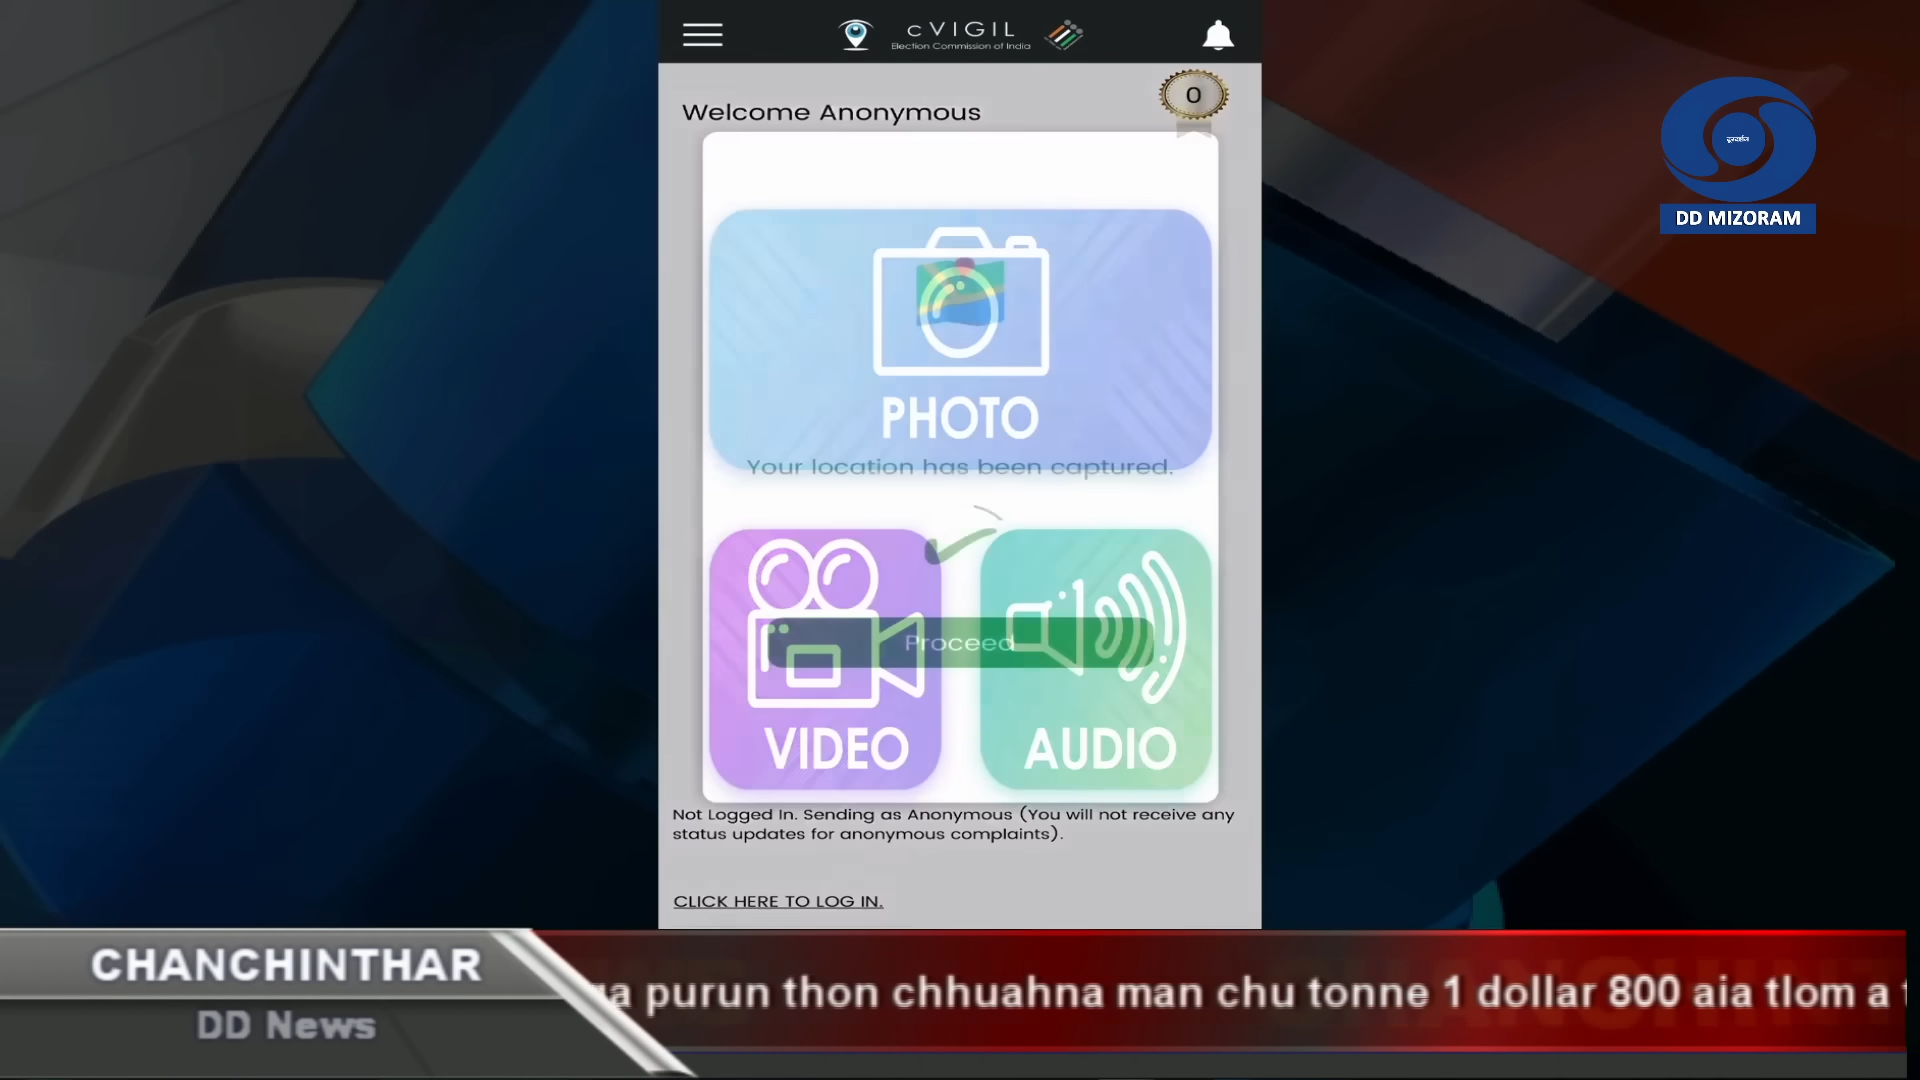 cVIGIL
Election Commission of India
Welcome Anonymous
0
दूरदर्शन
DD MIZORAM
PHOTO
Your location has been captured.
Proceed
VIDEO
AUDIO
Not Logged In. Sending as Anonymous (You will not receive any
status updates for anonymous complaints).
CLICK HERE TO LOG IN.
CHANCHINTHAR
DD News
purun thon chhuahna man chu tonne 1 dollar 800 aia tlom a